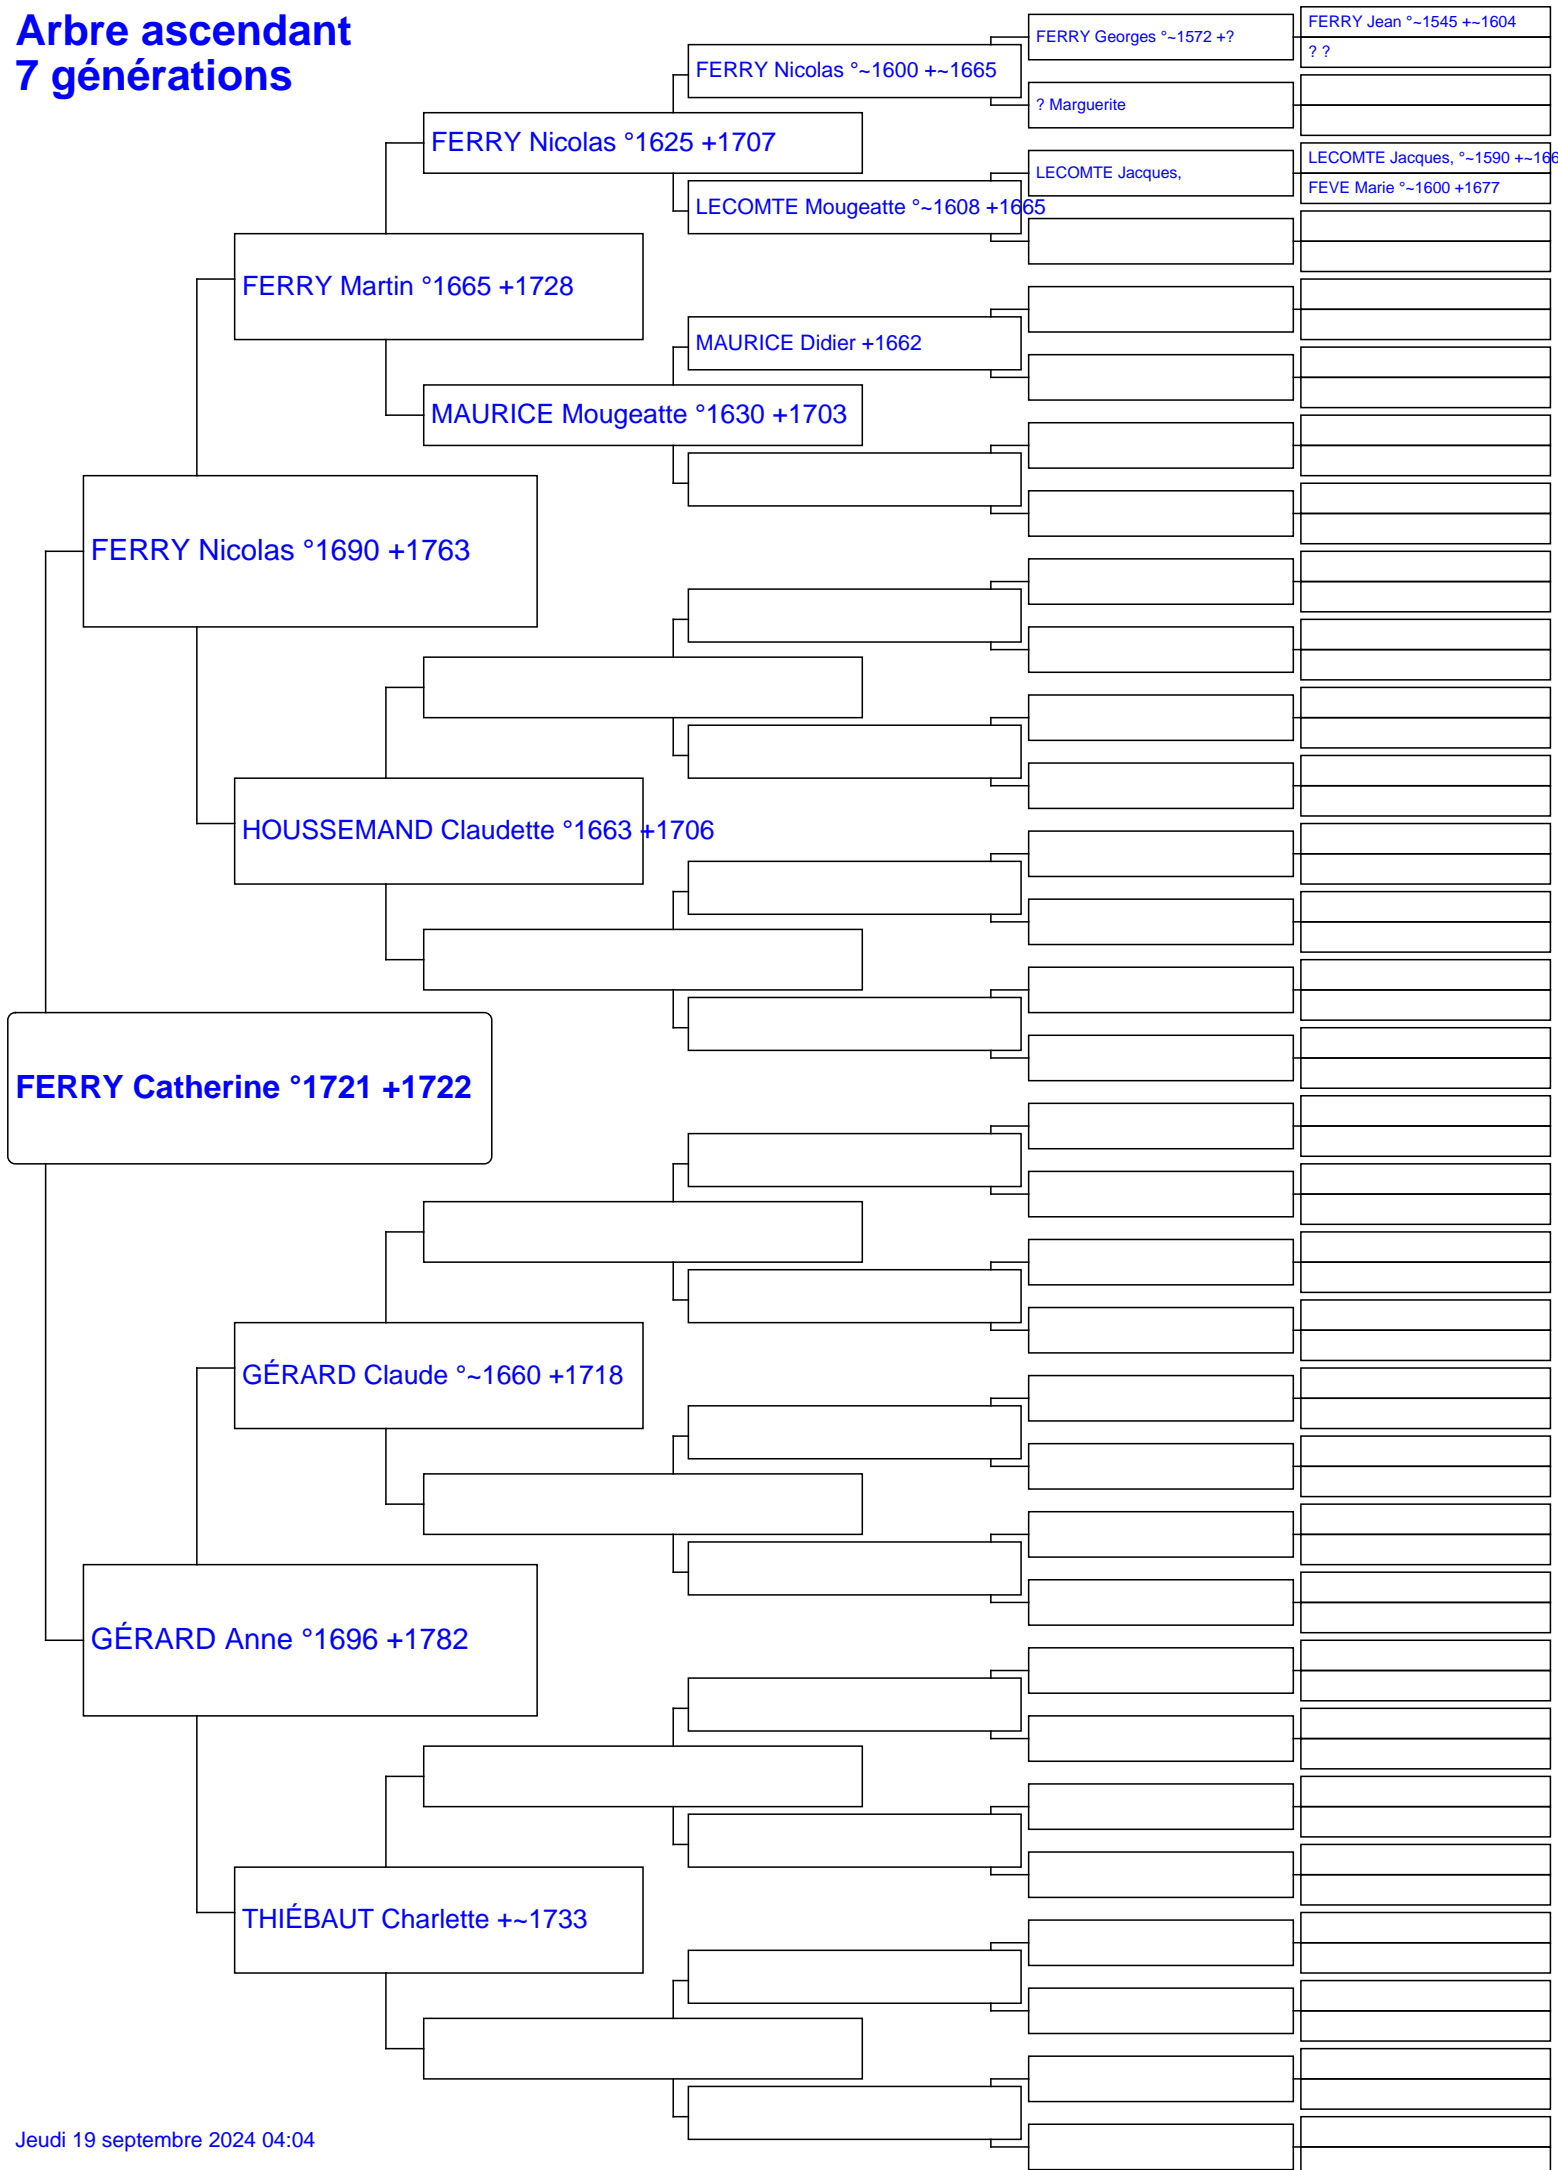 Arbre ascendant
7 générations
FERRY Jean °~1545 +~1604
FERRY Georges °~1572 +?
? ?
FERRY Nicolas °~1600 +~1665
? Marguerite
FERRY Nicolas °1625 +1707
LECOMTE Jacques, °~1590 +~166
LECOMTE Jacques,
FEVE Marie °~1600 +1677
LECOMTE Mougeatte °~1608 +1665
FERRY Martin °1665 +1728
MAURICE Didier +1662
MAURICE Mougeatte °1630 +1703
FERRY Nicolas °1690 +1763
HOUSSEMAND Claudette °1663 +1706
FERRY Catherine °1721 +1722
GÉRARD Claude °~1660 +1718
GÉRARD Anne °1696 +1782
THIÉBAUT Charlette +~1733
Jeudi 19 septembre 2024 04:04